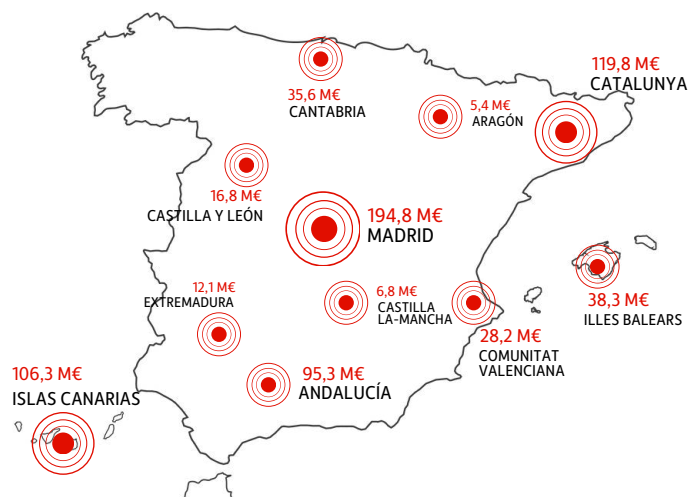 119,8 M€
CATALUNYA
35,6 M€
CANTABRIA
5,4 M€
ARAGÓN
16,8 M€
CASTILLA Y LEÓN
194,8 M€
MADRID
12,1 M€
EXTREMADURA
6,8 M€
CASTILLA
LA-MANCHA
38,3 M€
ILLES BALEARS
28,2 M€
COMUNITAT
VALENCIANA
106,3 M€
ISLAS CANARIAS
95,3 M€
ANDALUCÍA